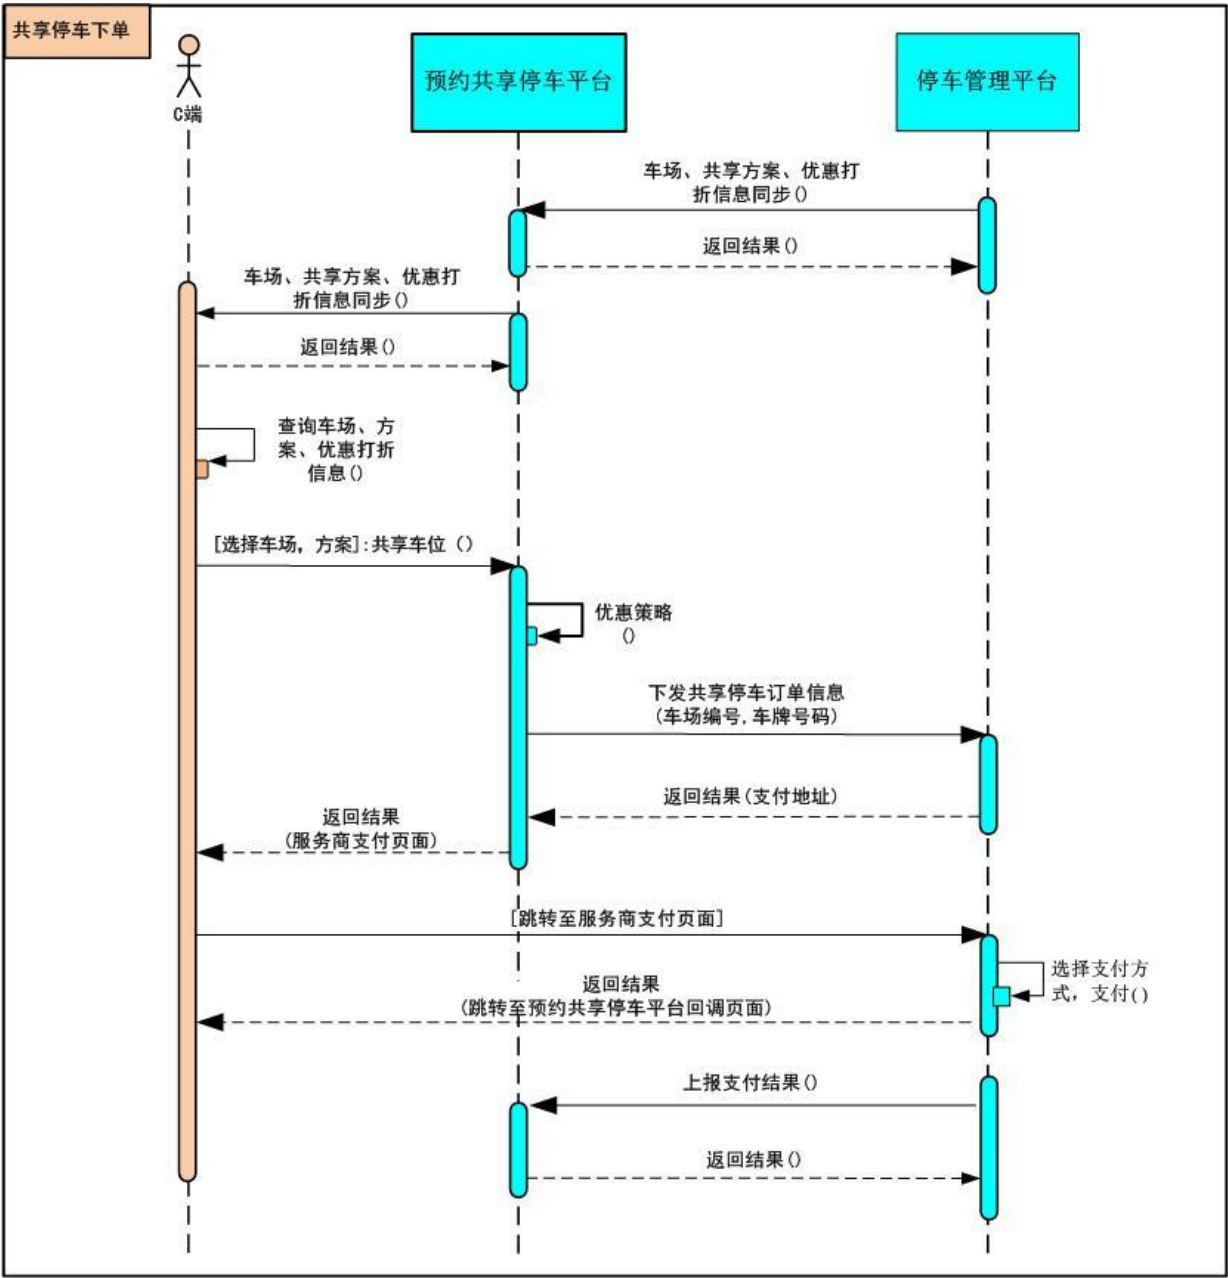 共享停车下单
C端
预约共享停车平台
停车管理平台
车场、共享方案、优惠打
折信息同步()
返回结果()
车场、共享方案、优惠打
折信息同步()
返回结果()
查询车场、方
案、优惠打折
信息()
[选择车场,方案]:共享车位 ()
优惠策略
()
下发共享停车订单信息
(车场编号,车牌号码)
返回结果(支付地址)
返回结果
(服务商支付页面)
[跳转至服务商支付页面]
选择支付方
式,支付()
返回结果
(跳转至预约共享停车平台回调页面)
上报支付结果()
返回结果()